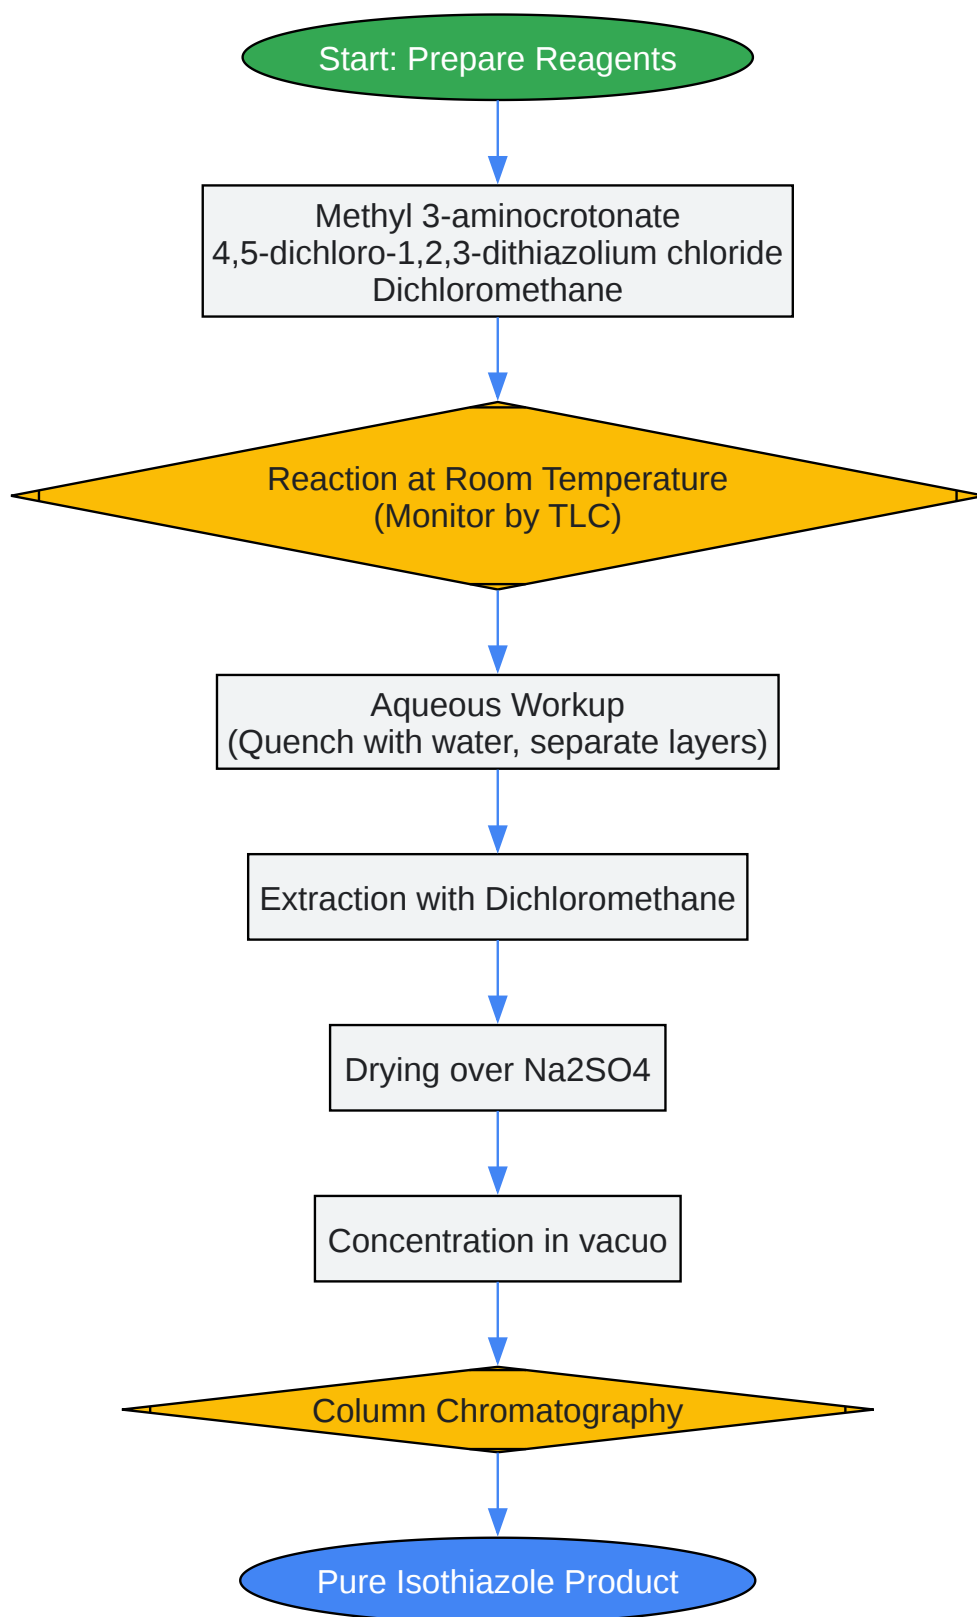 Start: Prepare Reagents
Methyl 3-aminocrotonate
4,5-dichloro-1,2,3-dithiazolium chloride
Dichloromethane
Reaction at Room Temperature
(Monitor by TLC)
Aqueous Workup
(Quench with water, separate layers)
Extraction with Dichloromethane
Drying over Na2SO4
Concentration in vacuo
Column Chromatography
Pure Isothiazole Product